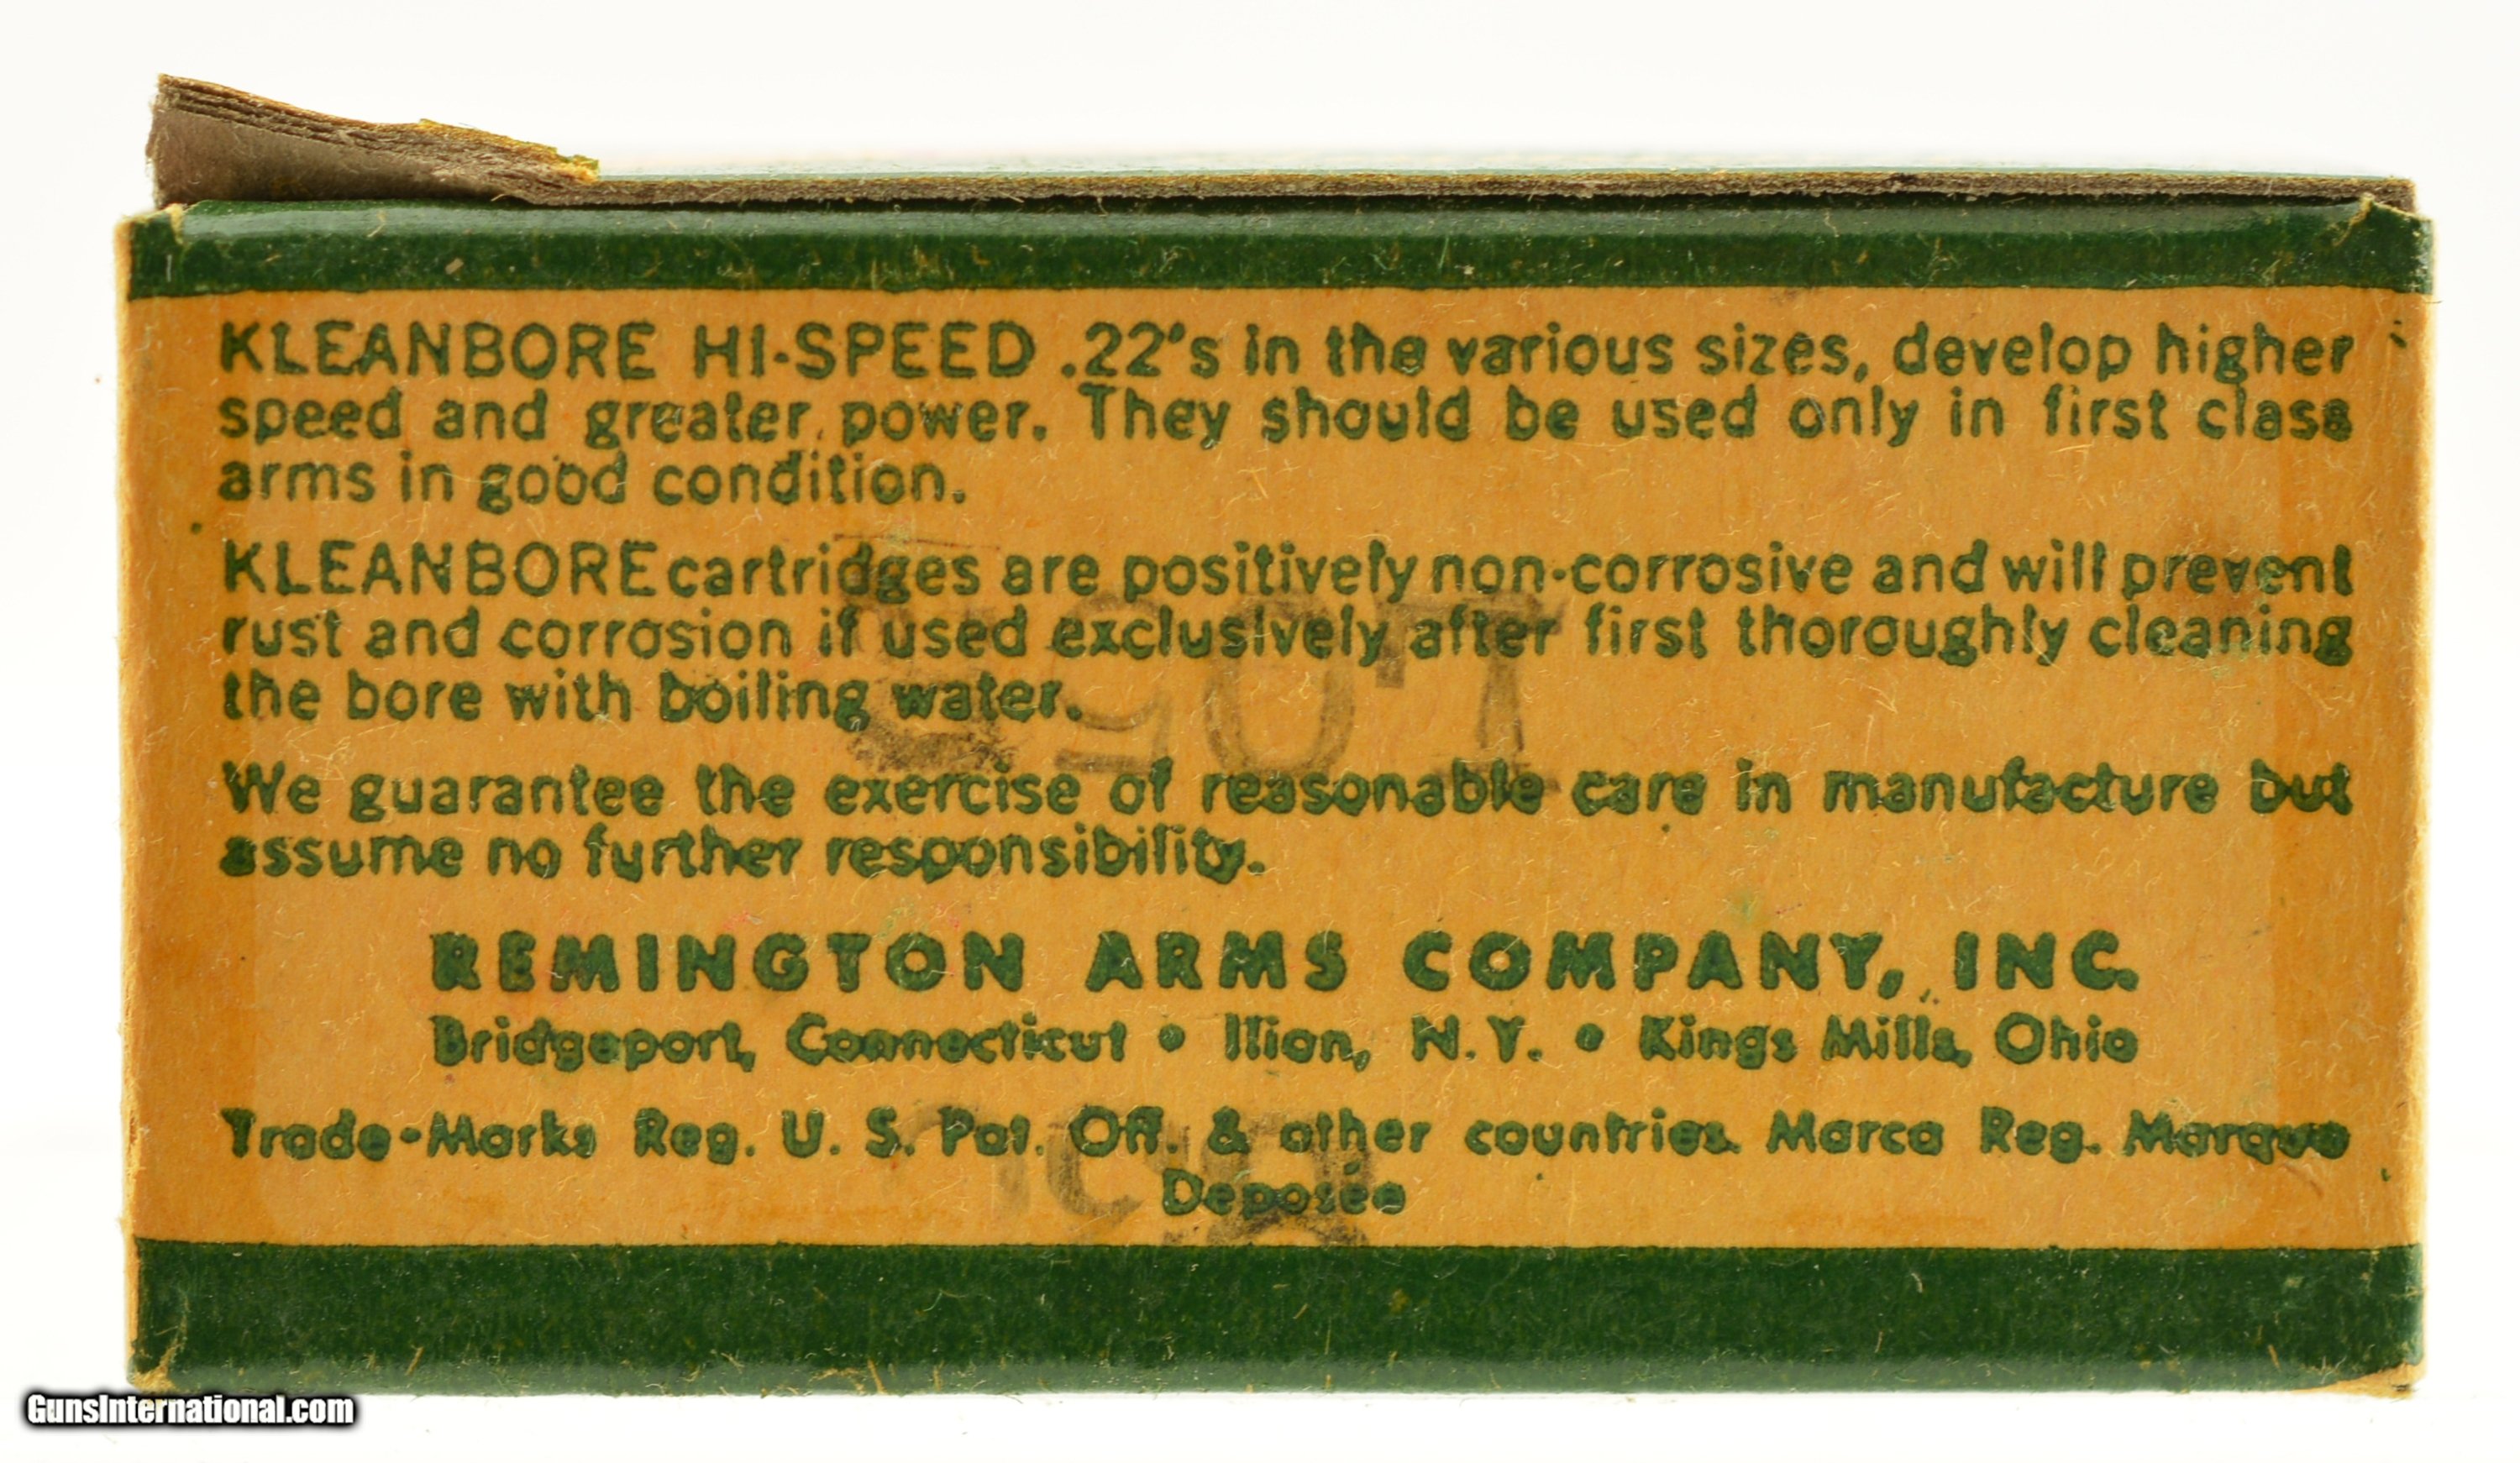 KLEANBORE HI-SPEED .22's in the various sizes, develop higher
speed and greater power. They should be used only in first class
arms in good condition.
KLEANBORE cartridges are positively non-corrosive and will prevent
rust and corrosion if used exclusively after first thoroughly cleaning
the bore with boiling water.
We guarantee the exercise of reasonable care in manufacture but
assume no further responsibility.
REMINGTON ARMS COMPANY, INC.
Bridgeport, Connecticut • Ilion, N.Y. • Kings Mills, Ohio
Trade-Marks Reg. U. S. Pat. Off. & other countries. Marca Reg. Marque
Deposée
GunsInternational.com